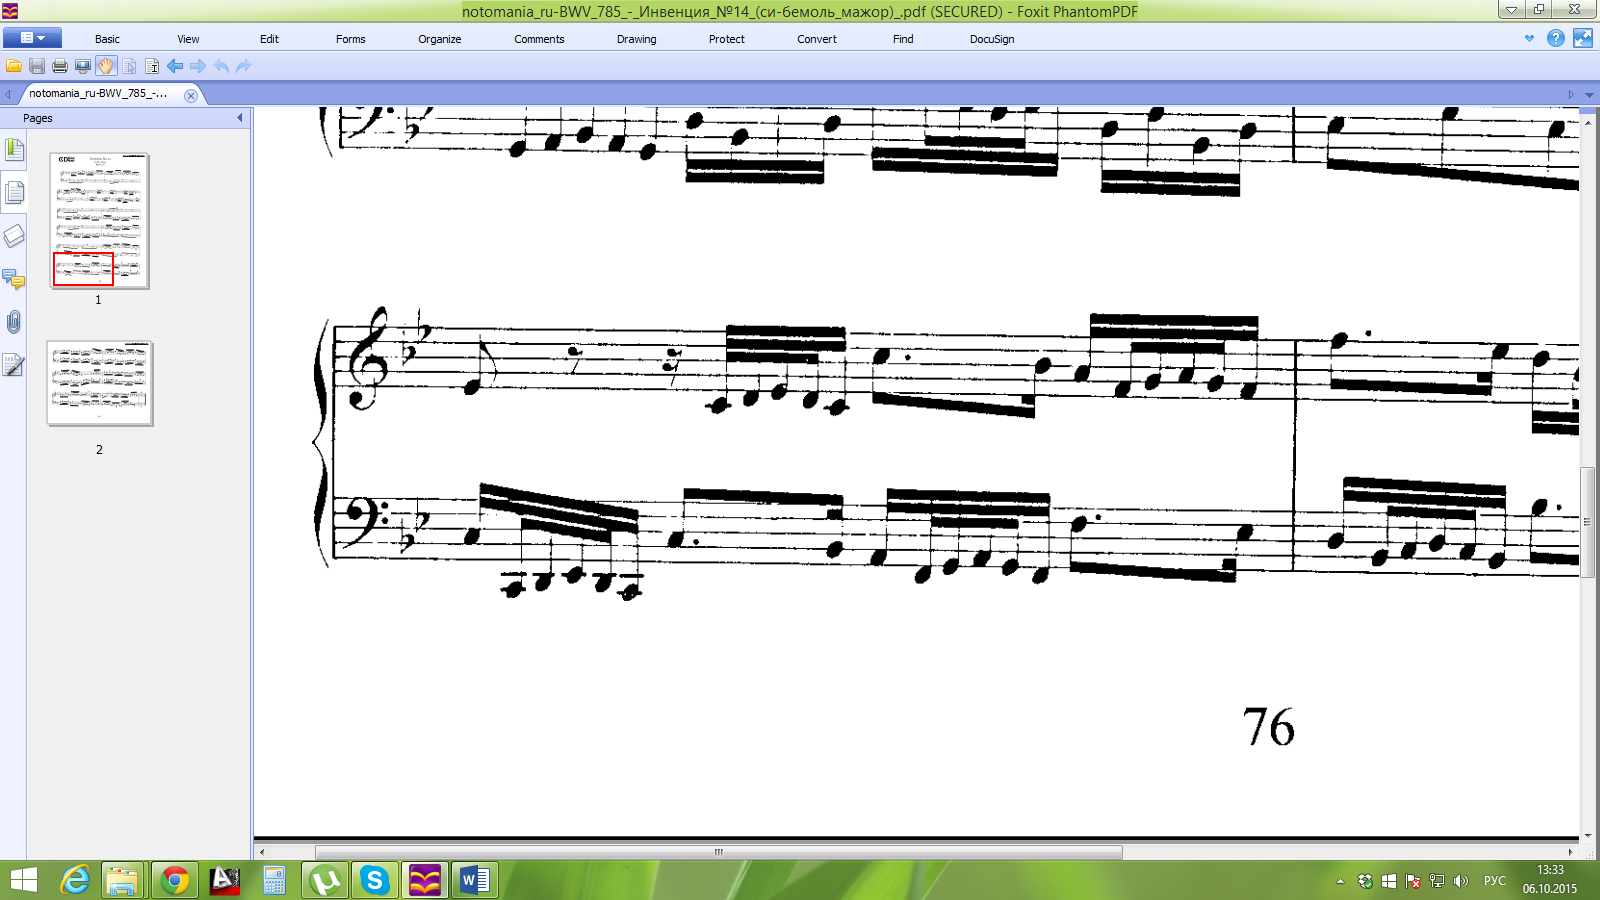 notomania_ru-BWV_785_-_Инвенция_№14_(си-бемоль_мажор)_.pdf (SECURED) - Foxit PhantomPDF
Basic View Edit Forms Organize Comments Drawing Protect Convert Find DocuSign
notomania_ru-BWV_785_-...
Pages
1
2
76
РУС
13:33
06.10.2015